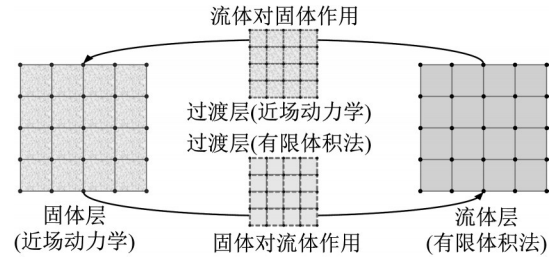 流体对固体作用
过渡层(近场动力学)
过渡层(有限体积法)
固体层
(近场动力学)
固体对流体作用
流体层
(有限体积法)